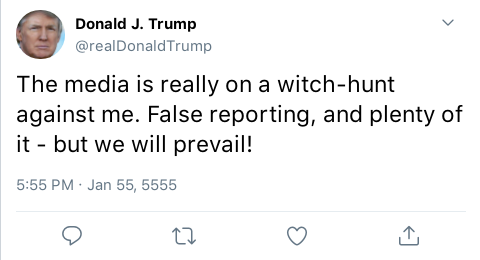 Donald J. Trump
@realDonaldTrump
The media is really on a witch-hunt
against me. False reporting, and plenty of
it - but we will prevail!
5:55 PM · Jan 55, 5555